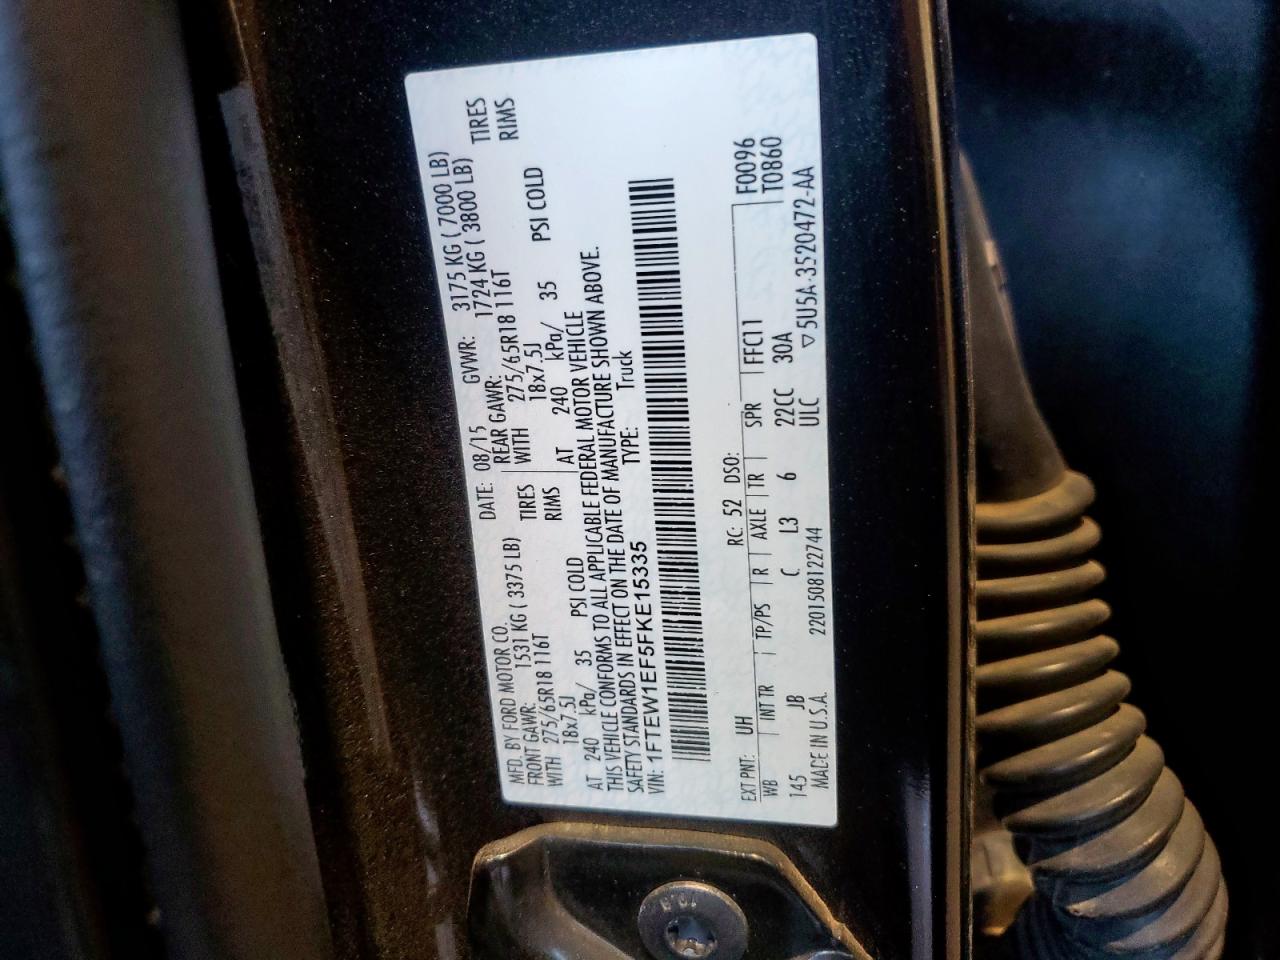 MFD. BY FORD MOTOR CO. DATE: 08/15 GVWR: 3175 KG ( 7000 LB)
FRONT GAWR: 1531 KG ( 3375 LB) REAR GAWR: 1724 KG ( 3800 LB)
WITH 275/65R18 116T TIRES WITH 275/65R18 116T TIRES
18x7.5J RIMS 18x7.5J RIMS
AT 240 kPa/ 35 PSI COLD AT 240 kPa/ 35 PSI COLD
THIS VEHICLE CONFORMS TO ALL APPLICABLE FEDERAL MOTOR VEHICLE
SAFETY STANDARDS IN EFFECT ON THE DATE OF MANUFACTURE SHOWN ABOVE.
VIN: 1FTEW1EF5FKE15335 TYPE: Truck
F0096
T0860
EXT PNT: UH RC: 52 DSO:
WB INT TR TP/PS R AXLE TR SPR FFC11
145 JB C L3 6 22CC 30A
ULC
MADE IN U.S.A. 2201508122744 ▽5U5A-3520472-AA
10.9